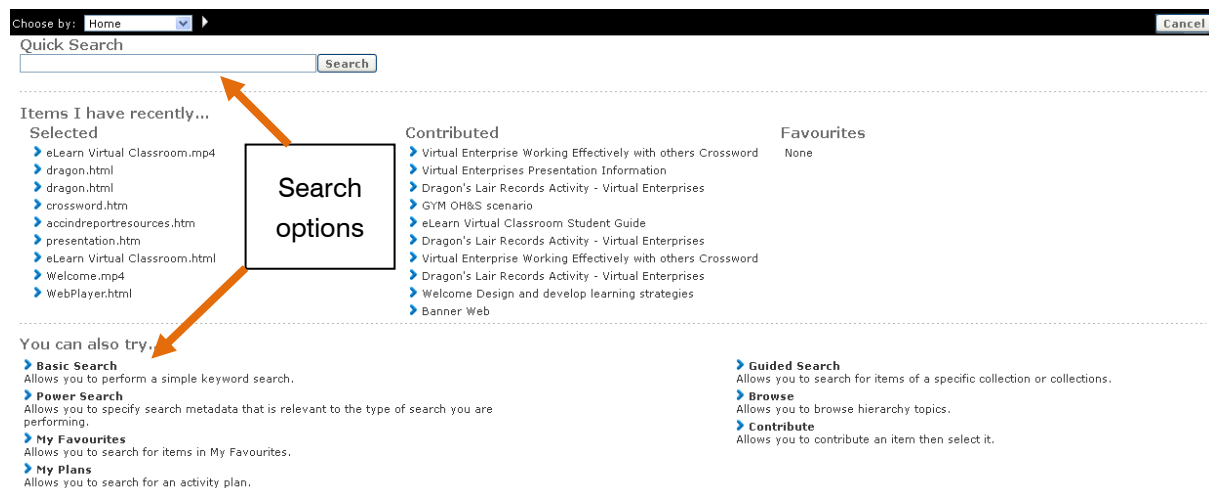 Choose by: Home
Cancel
Quick Search
Search
Items I have recently...
Selected
eLearn Virtual Classroom.mp4
dragon.html
dragon.html
crossword.htm
accindreportresources.htm
presentation.htm
eLearn Virtual Classroom.html
Welcome.mp4
WebPlayer.html
Search
options
Contributed
Virtual Enterprise Working Effectively with others Crossword
Virtual Enterprises Presentation Information
Dragon's Lair Records Activity - Virtual Enterprises
GYM OH&S scenario
eLearn Virtual Classroom Student Guide
Dragon's Lair Records Activity - Virtual Enterprises
Virtual Enterprise Working Effectively with others Crossword
Dragon's Lair Records Activity - Virtual Enterprises
Welcome Design and develop learning strategies
Banner Web
Favourites
None
You can also try...
Basic Search
Allows you to perform a simple keyword search.
Power Search
Allows you to specify search metadata that is relevant to the type of search you are
performing.
My Favourites
Allows you to search for items in My Favourites.
My Plans
Allows you to search for an activity plan.
Guided Search
Allows you to search for items of a specific collection or collections.
Browse
Allows you to browse hierarchy topics.
Contribute
Allows you to contribute an item then select it.